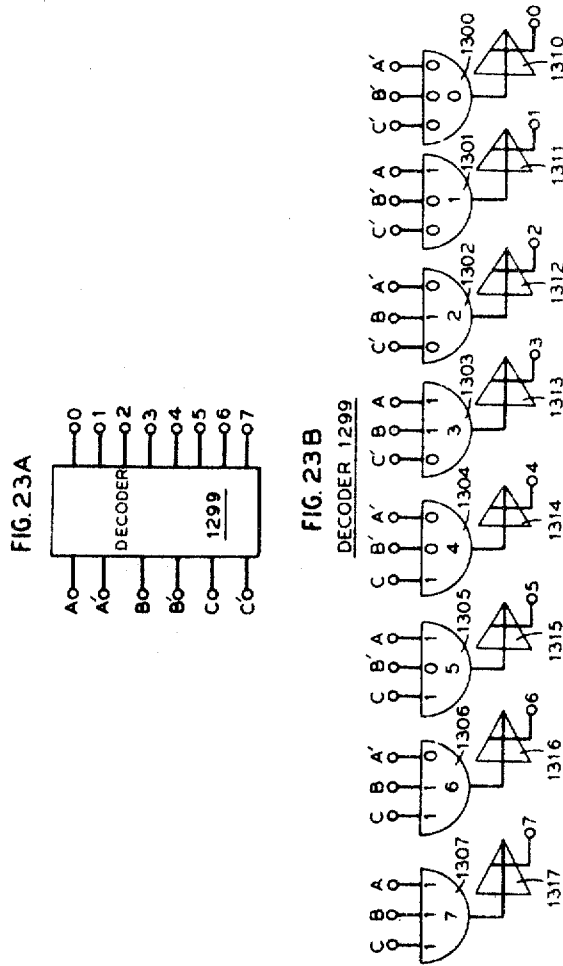 FIG. 23A
A A' B B' C C'
DECODER
1299
0 1 2 3 4 5 6 7
FIG. 23B
DECODER 1299
C B A C B A' C B' A C B' A' C' B A C' B A' C' B' A C' B' A'
1 1 1 1 1 0 1 0 1 1 0 0 0 1 1 0 1 0 0 0 1 0 0 0
7 6 5 4 3 2 1 0
1307 1306 1305 1304 1303 1302 1301 1300
7 6 5 4 3 2 1 0
1317 1316 1315 1314 1313 1312 1311 1310